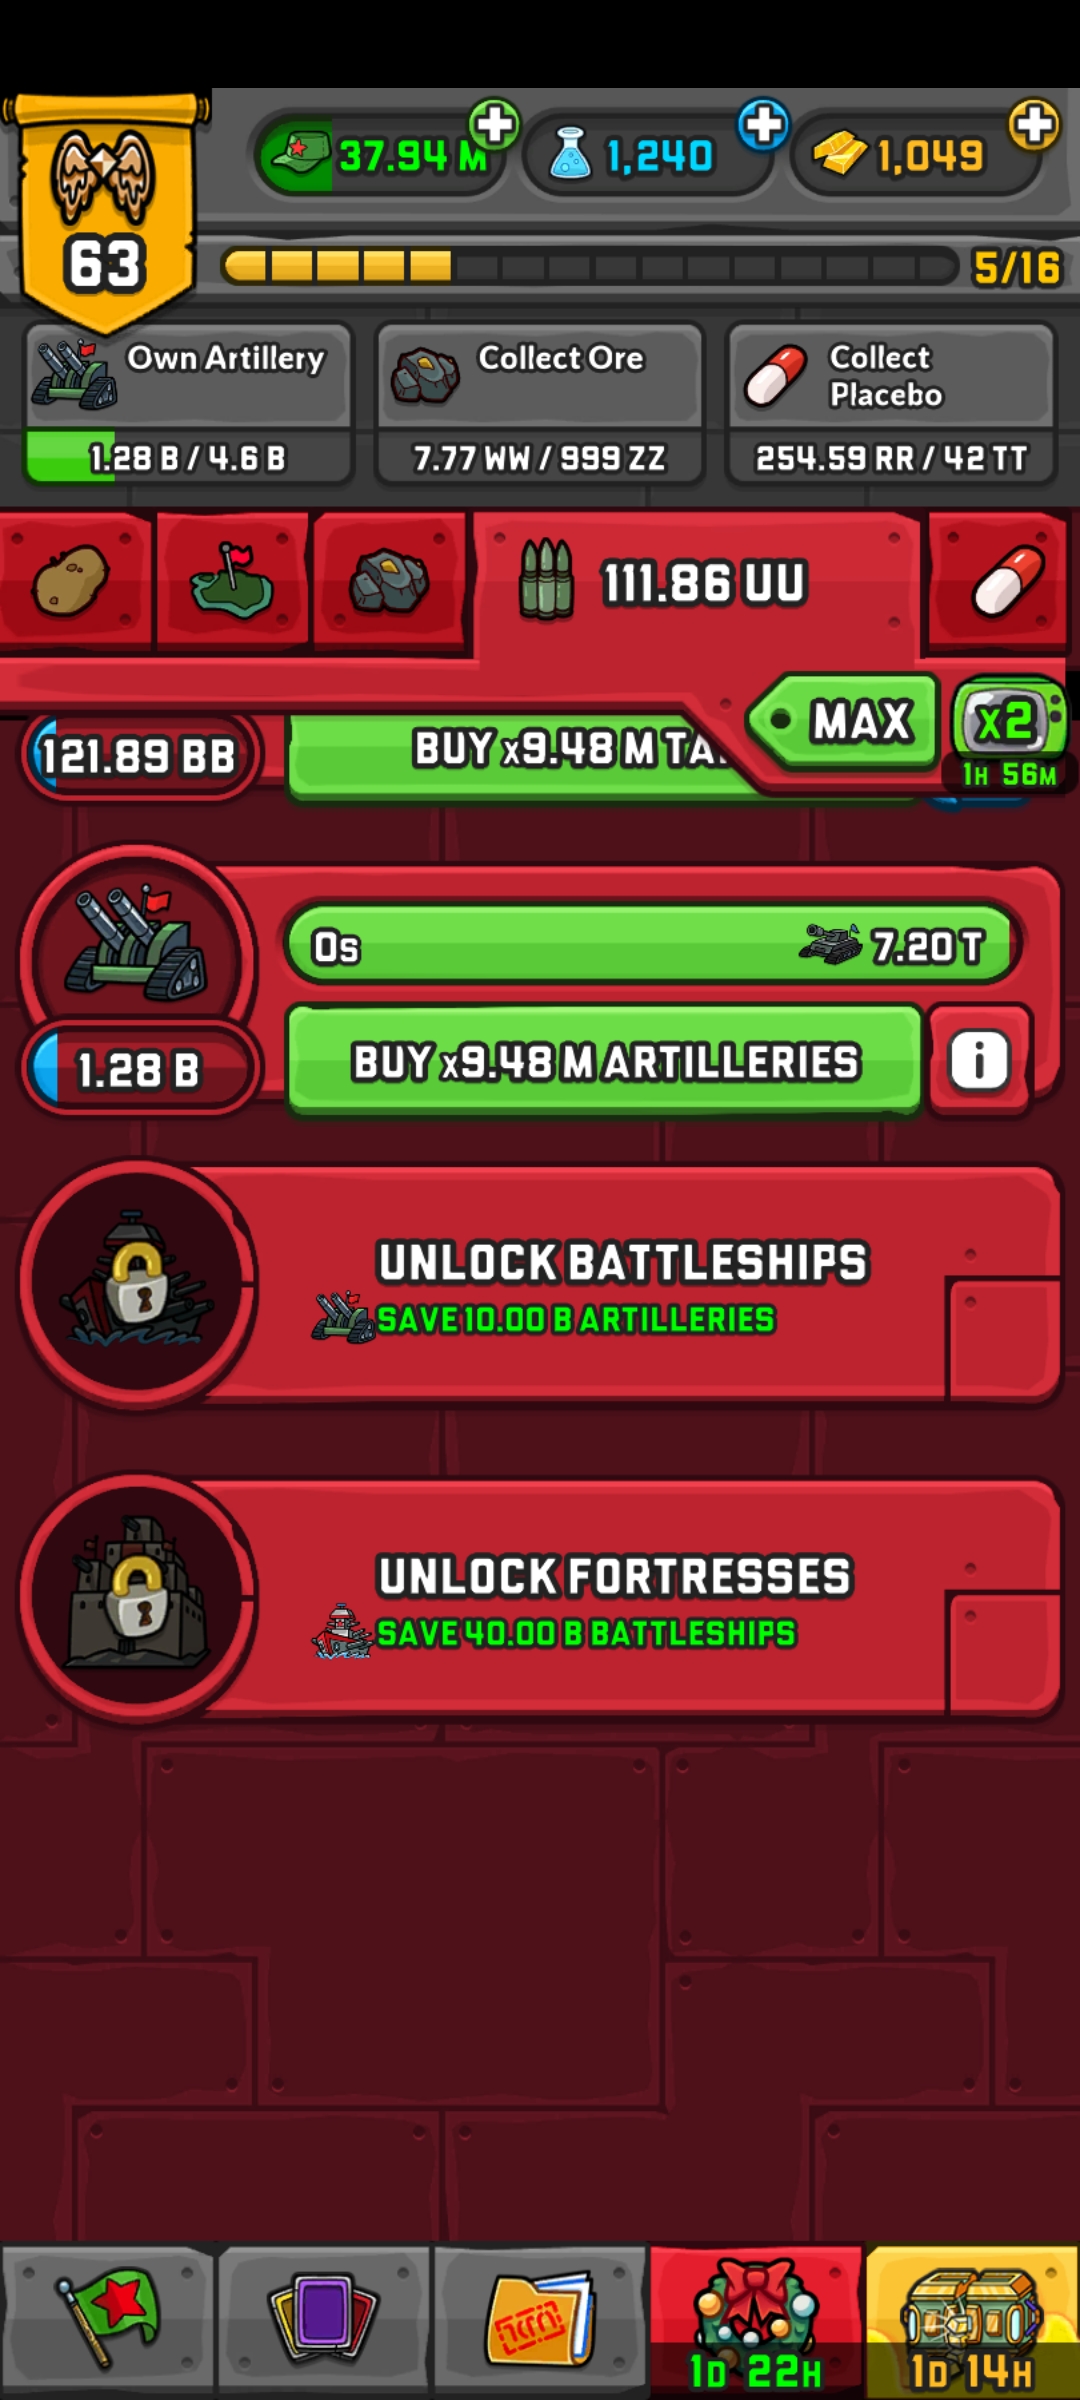 37.94 M
1,240
1,049
63
5/16
Own Artillery
1.28 B / 4.6 B
Collect Ore
7.77 WW / 999 ZZ
Collect
Placebo
254.59 RR / 42 TT
111.86 UU
MAX
x2
1H 56M
121.89 BB
BUY x9.48 M TA
0s
7.20 T
1.28 B
BUY x9.48 M ARTILLERIES
i
UNLOCK BATTLESHIPS
SAVE 10.00 B ARTILLERIES
UNLOCK FORTRESSES
SAVE 40.00 B BATTLESHIPS
1D 22H
1D 14H